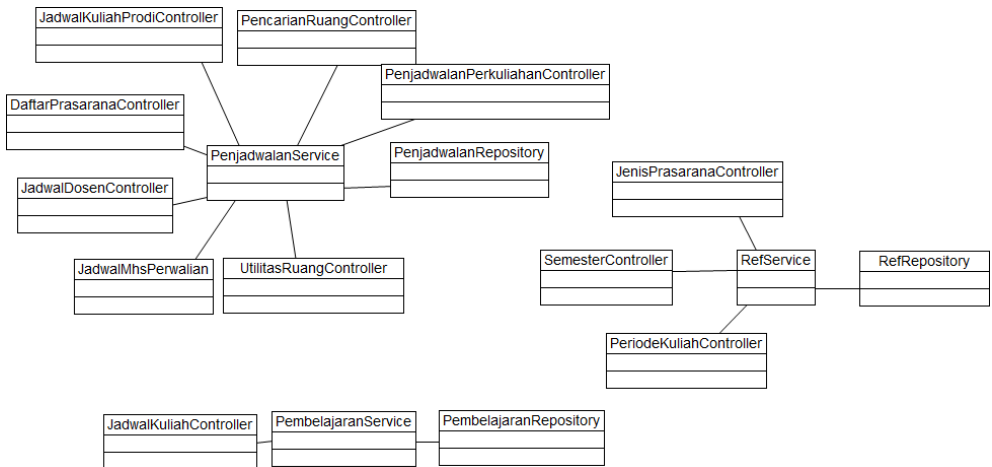 JadwalKuliahProdiController
PencarianRuangController
PenjadwalanPerkuliahanController
DaftarPrasaranaController
PenjadwalanService
PenjadwalanRepository
JadwalDosenController
JenisPrasaranaController
JadwalMhsPerwalian
UtilitasRuangController
SemesterController
RefService
RefRepository
PeriodeKuliahController
JadwalKuliahController
PembelajaranService
PembelajaranRepository